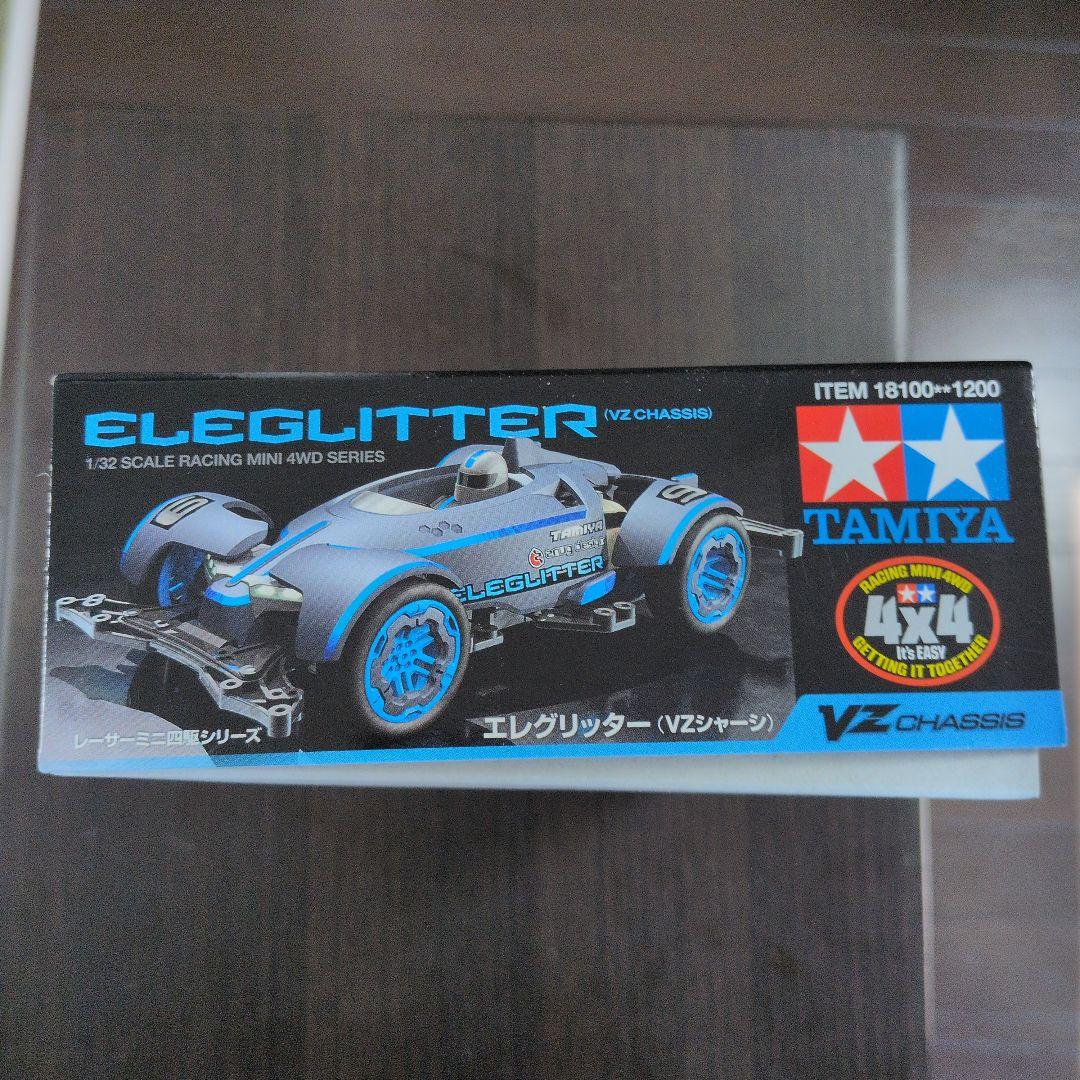 ITEM 18100**1200
ELEGLITTER (VZ CHASSIS)
1/32 SCALE RACING MINI 4WD SERIES
TAMIYA
TAMIYA
ELEGLITTER
RACING MINI 4WD
4x4
It's EASY
GETTING IT TOGETHER
エレグリッター (VZシャーシ)
レーサーミニ四駆シリーズ
VZ CHASSIS